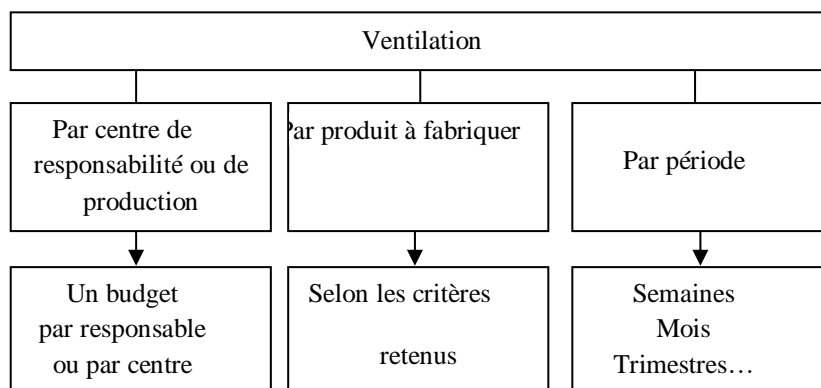 Ventilation
Par centre de
responsabilité ou de
production
Par produit à fabriquer
Par période
Un budget
par responsable
ou par centre
Selon les critères
retenus
Semaines
Mois
Trimestres…